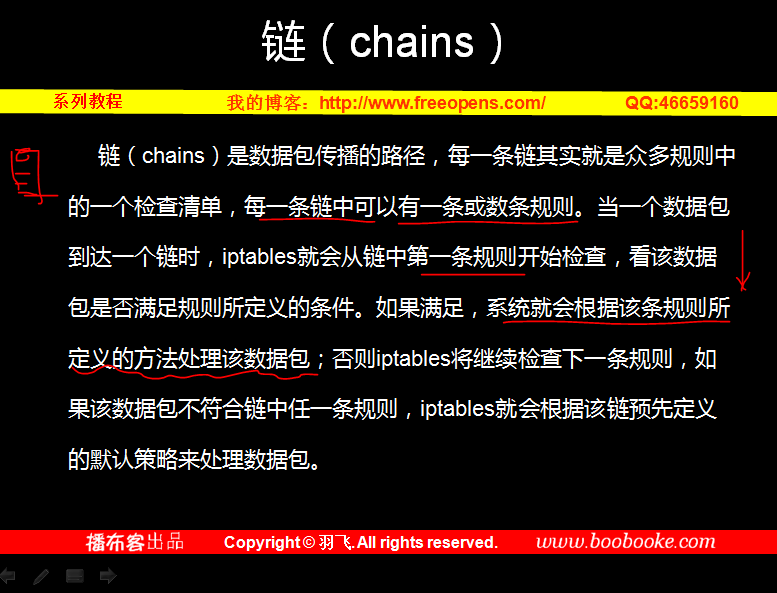 链（chains）
系列教程 我的博客：http://www.freeopens.com/ QQ:46659160
链（chains）是数据包传播的路径，每一条链其实就是众多规则中
的一个检查清单，每一条链中可以有一条或数条规则。当一个数据包
到达一个链时，iptables就会从链中第一条规则开始检查，看该数据
包是否满足规则所定义的条件。如果满足，系统就会根据该条规则所
定义的方法处理该数据包；否则iptables将继续检查下一条规则，如
果该数据包不符合链中任一条规则，iptables就会根据该链预先定义
的默认策略来处理数据包。
播布客出品 Copyright © 羽飞. All rights reserved. www.boobooke.com